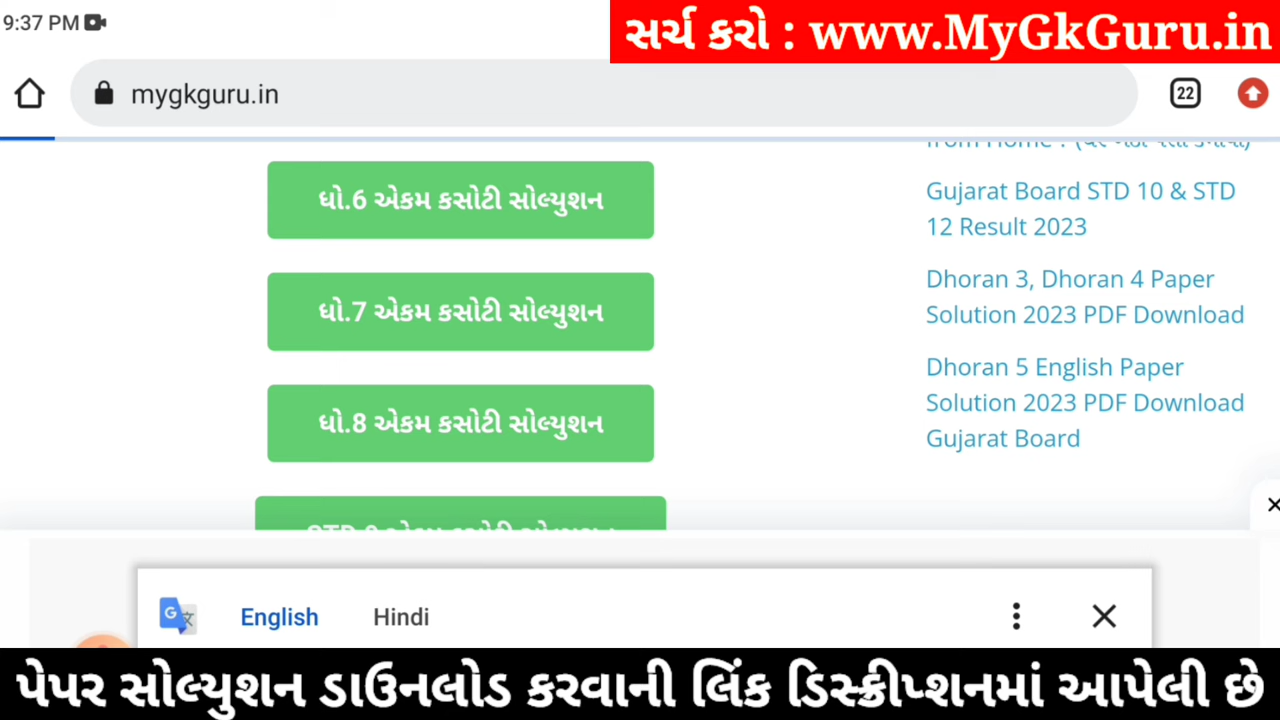 9:37 PM
સર્ચ કરો : www.MyGkGuru.in
mygkguru.in
22
ધો.6 એકમ કસોટી સોલ્યુશન
ધો.7 એકમ કસોટી સોલ્યુશન
ધો.8 એકમ કસોટી સોલ્યુશન
Gujarat Board STD 10 & STD
12 Result 2023
Dhoran 3, Dhoran 4 Paper
Solution 2023 PDF Download
Dhoran 5 English Paper
Solution 2023 PDF Download
Gujarat Board
English Hindi
પેપર સોલ્યુશન ડાઉનલોડ કરવાની લિંક ડિસ્ક્રીપ્શનમાં આપેલી છે